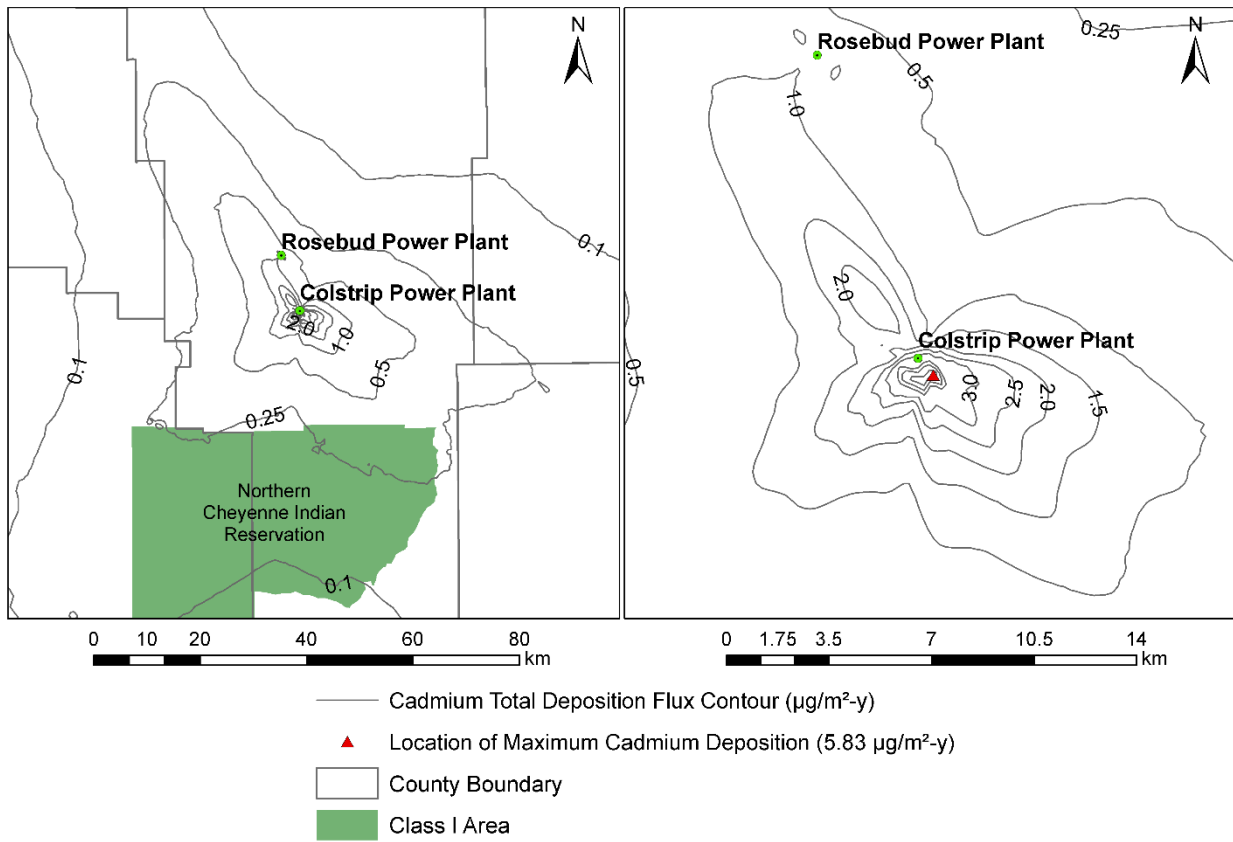 N
Rosebud Power Plant
Colstrip Power Plant
2.0
1.0
0.5
0.25
0.1
0.1
0.1
Northern
Cheyenne Indian
Reservation
0 10 20 40 60 80
km
N
Rosebud Power Plant
0.25
0.5
1.0
2.0
Colstrip Power Plant
3.0
2.5
2.0
1.5
0.5
0 1.75 3.5 7 10.5 14
km
Cadmium Total Deposition Flux Contour (µg/m²-y)
Location of Maximum Cadmium Deposition (5.83 µg/m²-y)
County Boundary
Class I Area